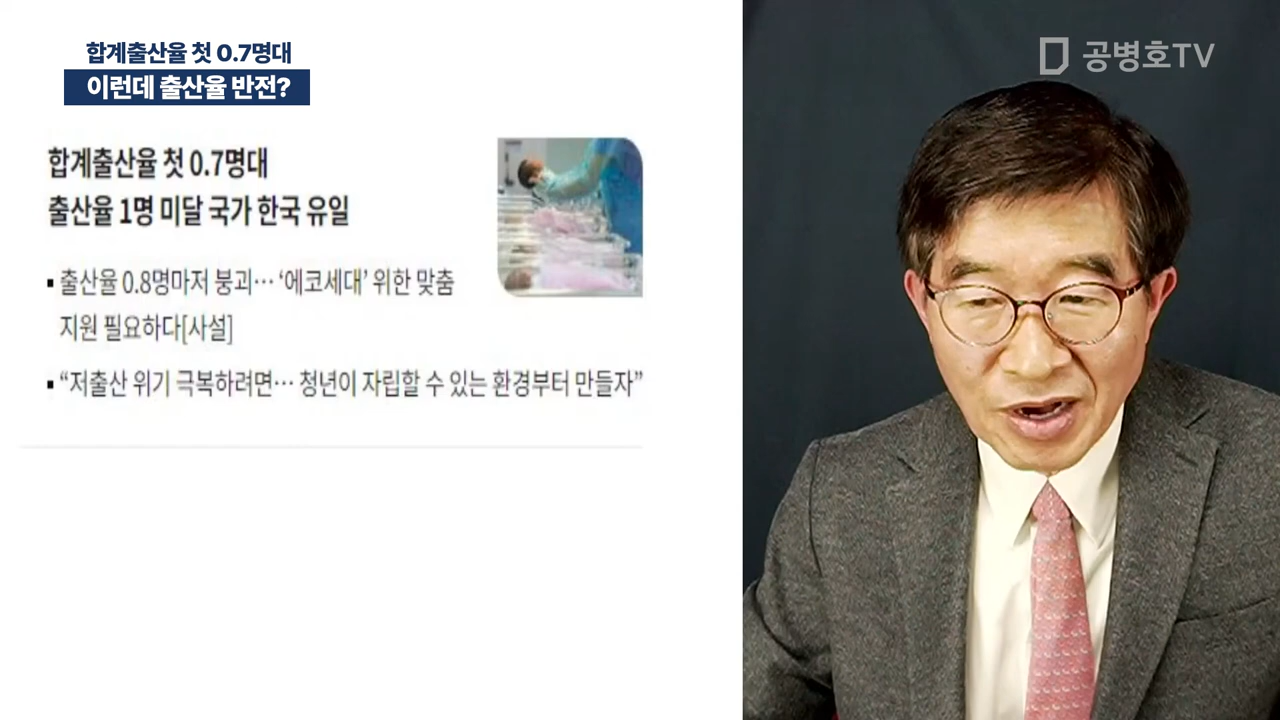 합계출산율 첫 0.7명대
이런데 출산율 반전?
공병호TV
합계출산율 첫 0.7명대
출산율 1명 미달 국가 한국 유일
▪ 출산율 0.8명마저 붕괴… ‘에코세대’ 위한 맞춤
지원 필요하다[사설]
▪ “저출산 위기 극복하려면… 청년이 자립할 수 있는 환경부터 만들자”